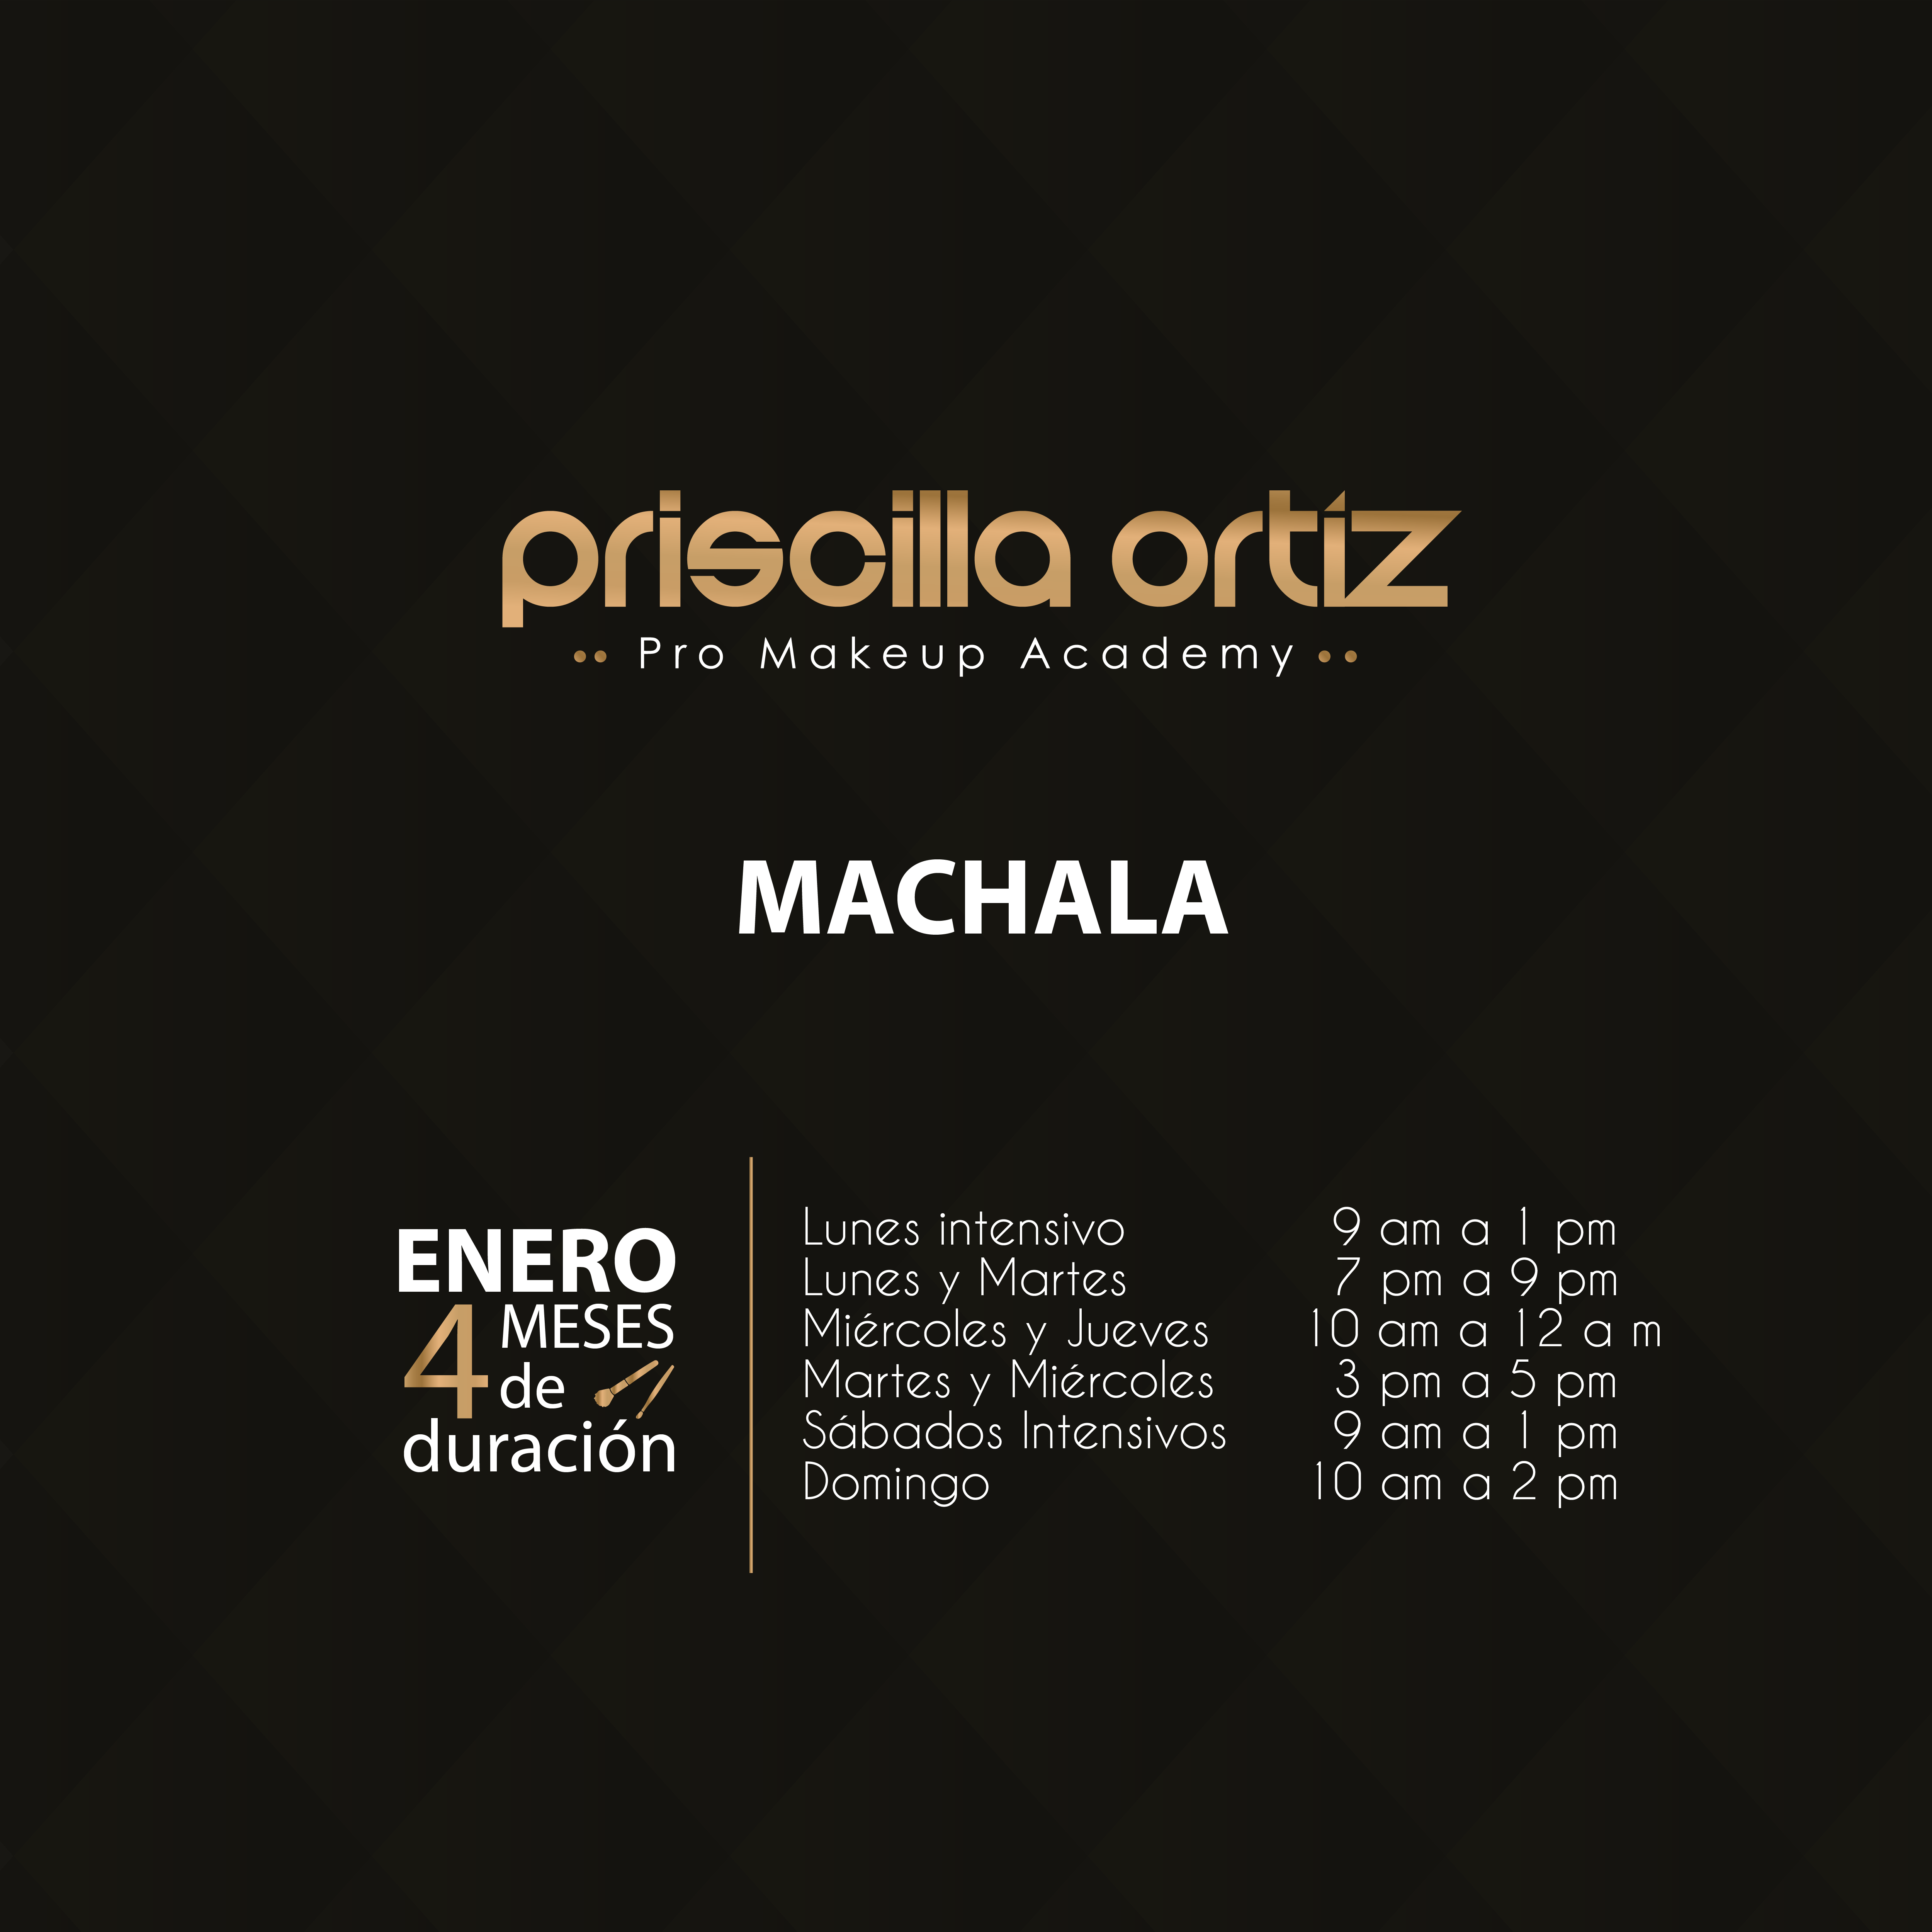 priscilla ortíz
Pro Makeup Academy
MACHALA
ENERO
4 MESES
de
duración
Lunes intensivo 9 am a 1 pm
Lunes y Martes 7 pm a 9 pm
Miércoles y Jueves 10 am a 12 a m
Martes y Miércoles 3 pm a 5 pm
Sábados Intensivos 9 am a 1 pm
Domingo 10 am a 2 pm